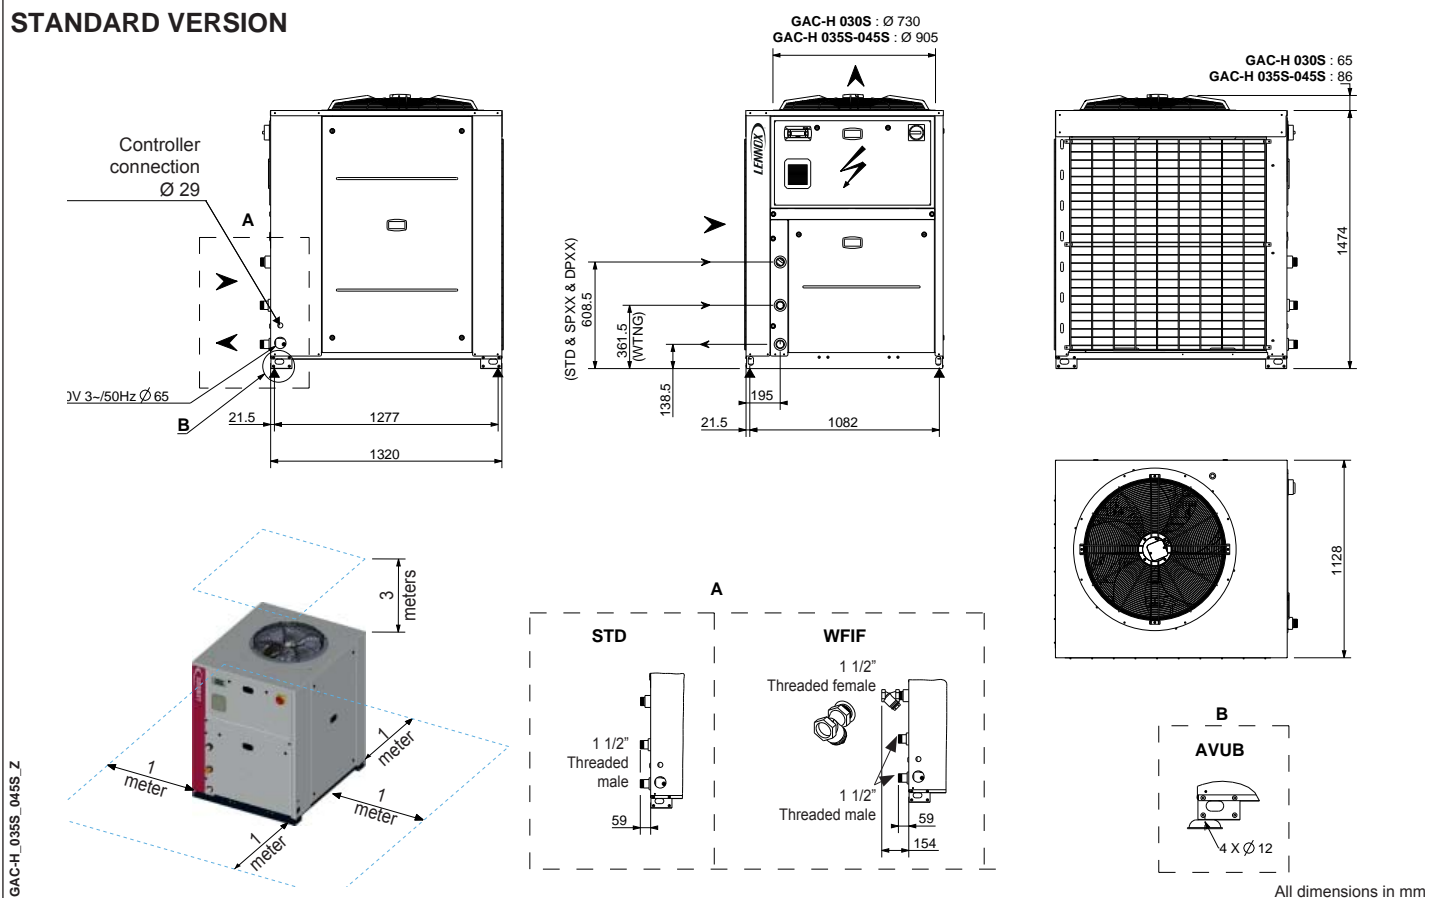 STANDARD VERSION
GAC-H 030S : Ø 730
GAC-H 035S-045S : Ø 905
GAC-H 030S : 65
GAC-H 035S-045S : 86
Controller
connection
Ø 29
A
LENNOX
(STD & SPXX & DPXX)
608.5
361.5
(WTNG)
138.5
1474
0V 3~/50Hz Ø 65
B
21.5
1277
1320
195
21.5
1082
1128
3
meters
1
meter
1
meter
1
meter
1
meter
A
STD
1 1/2”
Threaded
male
59
WFIF
1 1/2”
Threaded female
1 1/2”
Threaded male
59
154
B
AVUB
4 X Ø 12
GAC-H_035S_045S_Z
All dimensions in mm